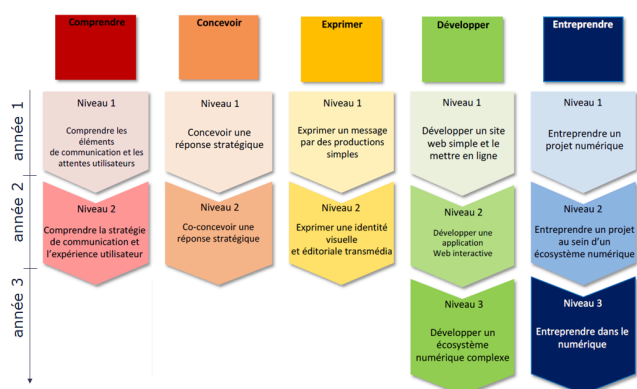 Comprendre
Concevoir
Exprimer
Développer
Entreprendre
année 1
Niveau 1
Comprendre les
éléments
de communication et les
attentes utilisateurs
Niveau 1
Concevoir une
réponse stratégique
Niveau 1
Exprimer un message
par des productions
simples
Niveau 1
Développer un site
web simple et le
mettre en ligne
Niveau 1
Entreprendre un
projet numérique
année 2
Niveau 2
Comprendre la stratégie
de communication et
l'expérience utilisateur
Niveau 2
Co-concevoir une
réponse stratégique
Niveau 2
Exprimer une identité
visuelle
et éditoriale transmédia
Niveau 2
Développer une
application
Web interactive
Niveau 2
Entreprendre un projet
au sein d'un
écosystème numérique
année 3
Niveau 3
Développer un
écosystème
numérique complexe
Niveau 3
Entreprendre dans le
numérique